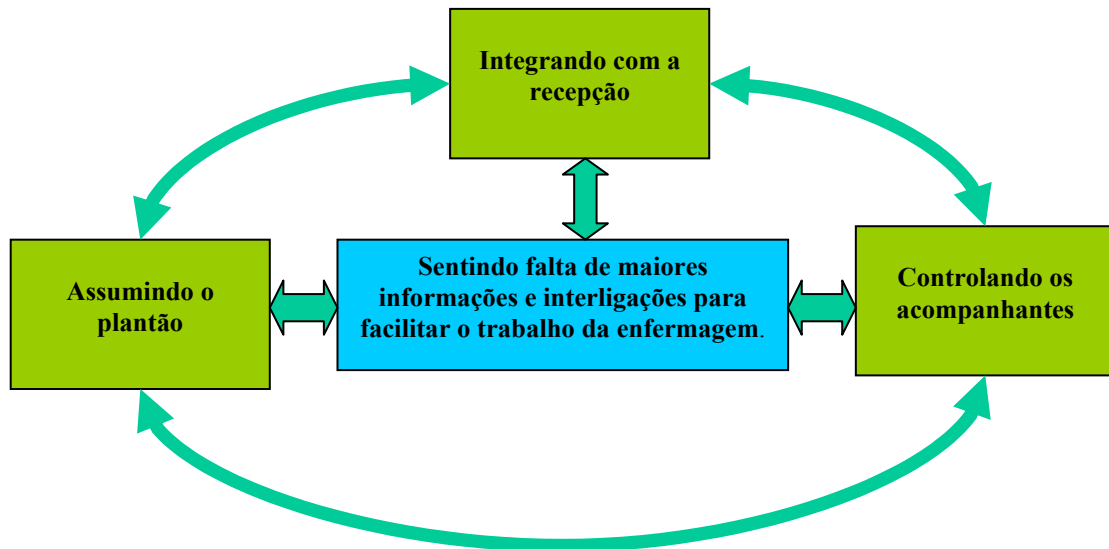 Integrando com a
recepção
Assumindo o
plantão
Sentindo falta de maiores
informações e interligações para
facilitar o trabalho da enfermagem.
Controlando os
acompanhantes